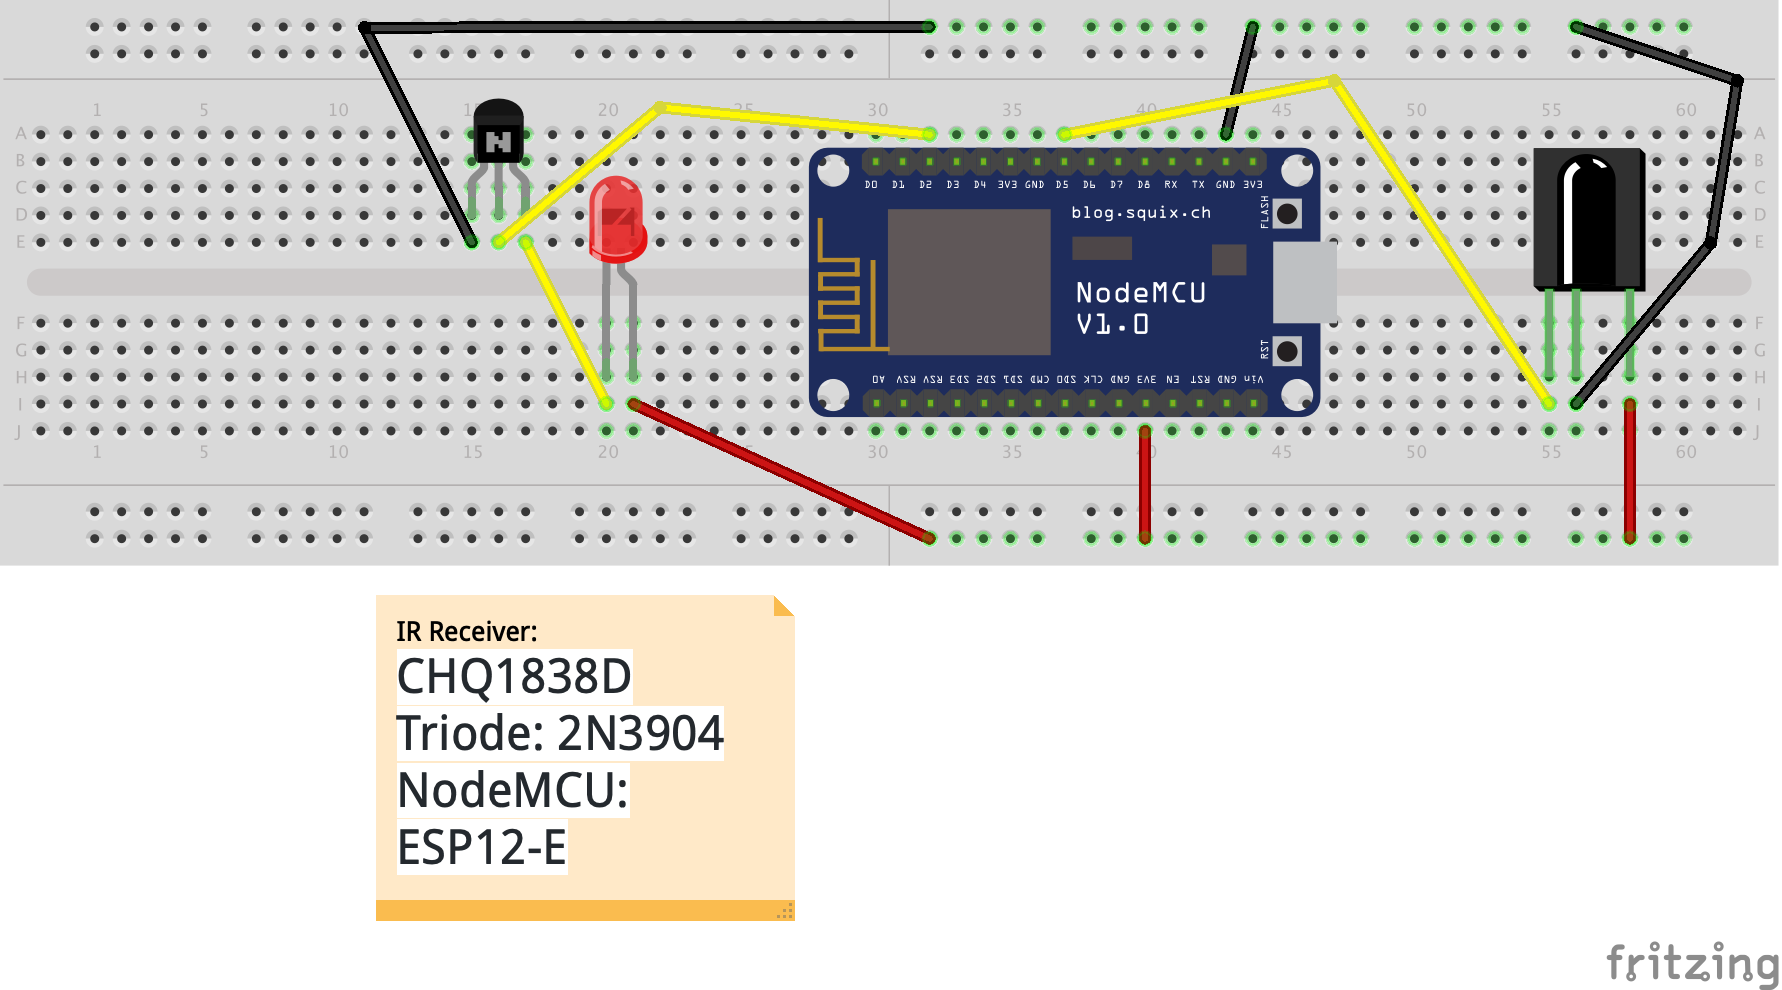 1 5 10 15 20 25 30 35 40 45 50 55 60
A A
B B
C C
D D
E E
N
D0 D1 D2 D3 D4 3V3 GND D5 D6 D7 D8 RX TX GND 3V3
blog.squix.ch
FLASH
NodeMCU
V1.0
RST
A0 RSV RSV SD3 SD2 SD1 CMD SD0 CLK GND 3V3 EN RST GND Vin
F F
G G
H H
I I
J J
1 5 10 15 20 30 35 40 45 50 55 60
IR Receiver:
CHQ1838D
Triode: 2N3904
NodeMCU:
ESP12-E
fritzing